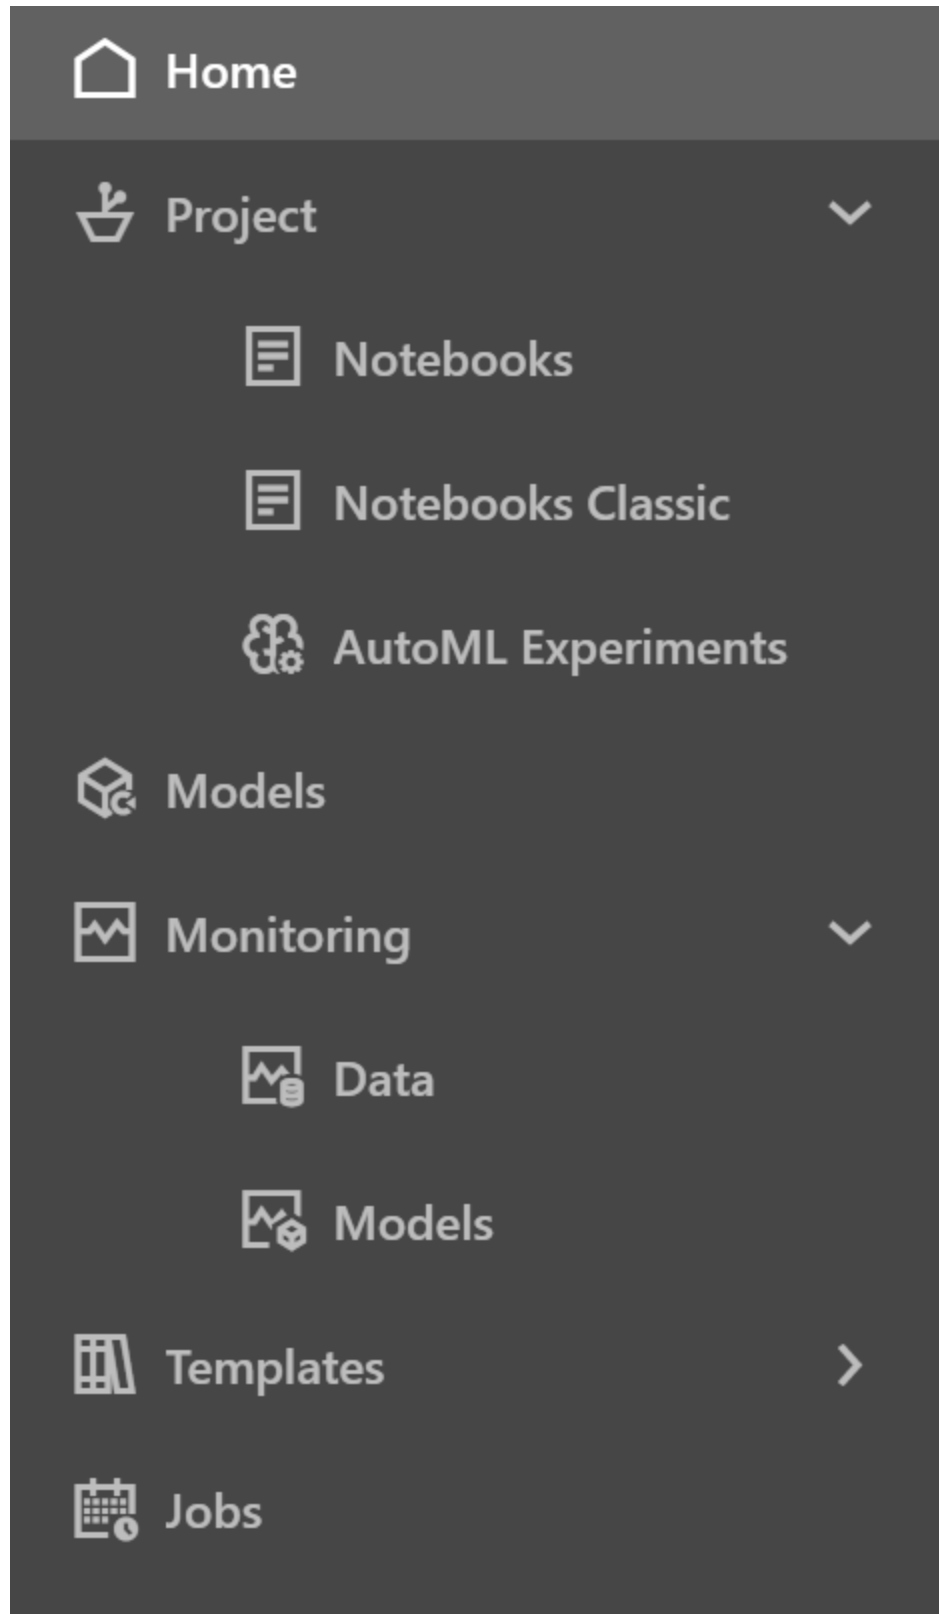 Home
Project
Notebooks
Notebooks Classic
AutoML Experiments
Models
Monitoring
Data
Models
Templates
Jobs